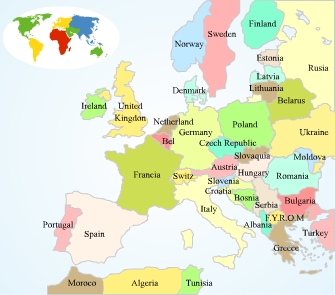 Finland
Sweden
Norway
Rusia
Estonia
Latvia
Lithuania
Belarus
Denmark
Ireland
United
Kingdon
Netherland
Bel
Germany
Poland
Ukraine
Czech Republic
Slovaquia
Francia
Switz
Austria
Hungary
Moldova
Slovenia
Croatia
Romania
Italy
Bosnia
Serbia
Bulgaria
Portugal
Spain
F.Y.R.O.M
Albania
Turkey
Greece
Moroco
Algeria
Tunisia